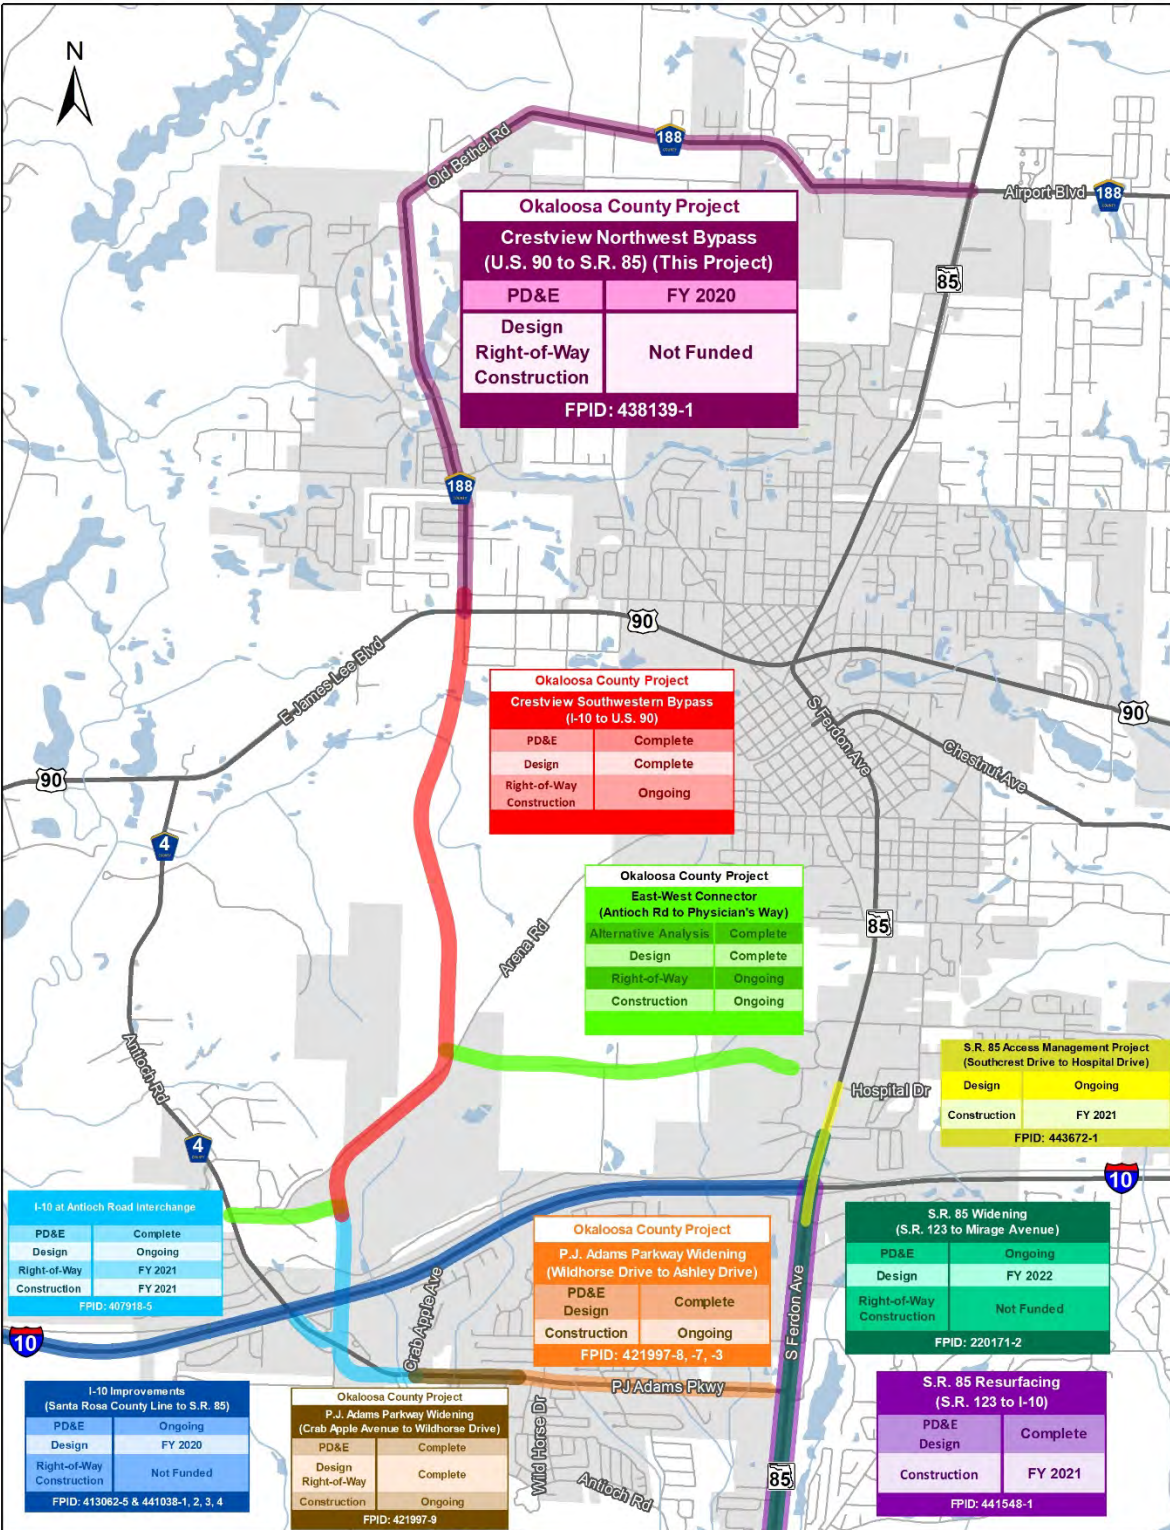 N
Old Bethel Rd
188
COUNTY
Airport Blvd
188
COUNTY
Okaloosa County Project
Crestview Northwest Bypass
(U.S. 90 to S.R. 85) (This Project)
PD&E FY 2020
Design
Right-of-Way
Construction
Not Funded
FPID: 438139-1
85
188
COUNTY
90
E James Lee Blvd
90
90
S Ferdon Ave
Chestnut Ave
Okaloosa County Project
Crestview Southwestern Bypass
(I-10 to U.S. 90)
PD&E Complete
Design Complete
Right-of-Way
Construction
Ongoing
4
COUNTY
Okaloosa County Project
East-West Connector
(Antioch Rd to Physician's Way)
Alternative Analysis Complete
Design Complete
Right-of-Way Ongoing
Construction Ongoing
Arena Rd
85
Antioch Rd
Hospital Dr
S.R. 85 Access Management Project
(Southcrest Drive to Hospital Drive)
Design Ongoing
Construction FY 2021
FPID: 443672-1
4
COUNTY
10
I-10 at Antioch Road Interchange
PD&E Complete
Design Ongoing
Right-of-Way FY 2021
Construction FY 2021
FPID: 407918-5
Okaloosa County Project
P.J. Adams Parkway Widening
(Wildhorse Drive to Ashley Drive)
PD&E
Design
Complete
Construction Ongoing
FPID: 421997-8, -7, -3
S.R. 85 Widening
(S.R. 123 to Mirage Avenue)
PD&E Ongoing
Design FY 2022
Right-of-Way
Construction
Not Funded
FPID: 220171-2
10
Crab Apple Ave
S Ferdon Ave
PJ Adams Pkwy
I-10 Improvements
(Santa Rosa County Line to S.R. 85)
PD&E Ongoing
Design FY 2020
Right-of-Way
Construction
Not Funded
FPID: 413062-5 & 441038-1, 2, 3, 4
Okaloosa County Project
P.J. Adams Parkway Widening
(Crab Apple Avenue to Wildhorse Drive)
PD&E Complete
Design
Right-of-Way
Complete
Construction Ongoing
FPID: 421997-9
Wild Horse Dr
Antioch Rd
85
S.R. 85 Resurfacing
(S.R. 123 to I-10)
PD&E
Design
Complete
Construction FY 2021
FPID: 441548-1